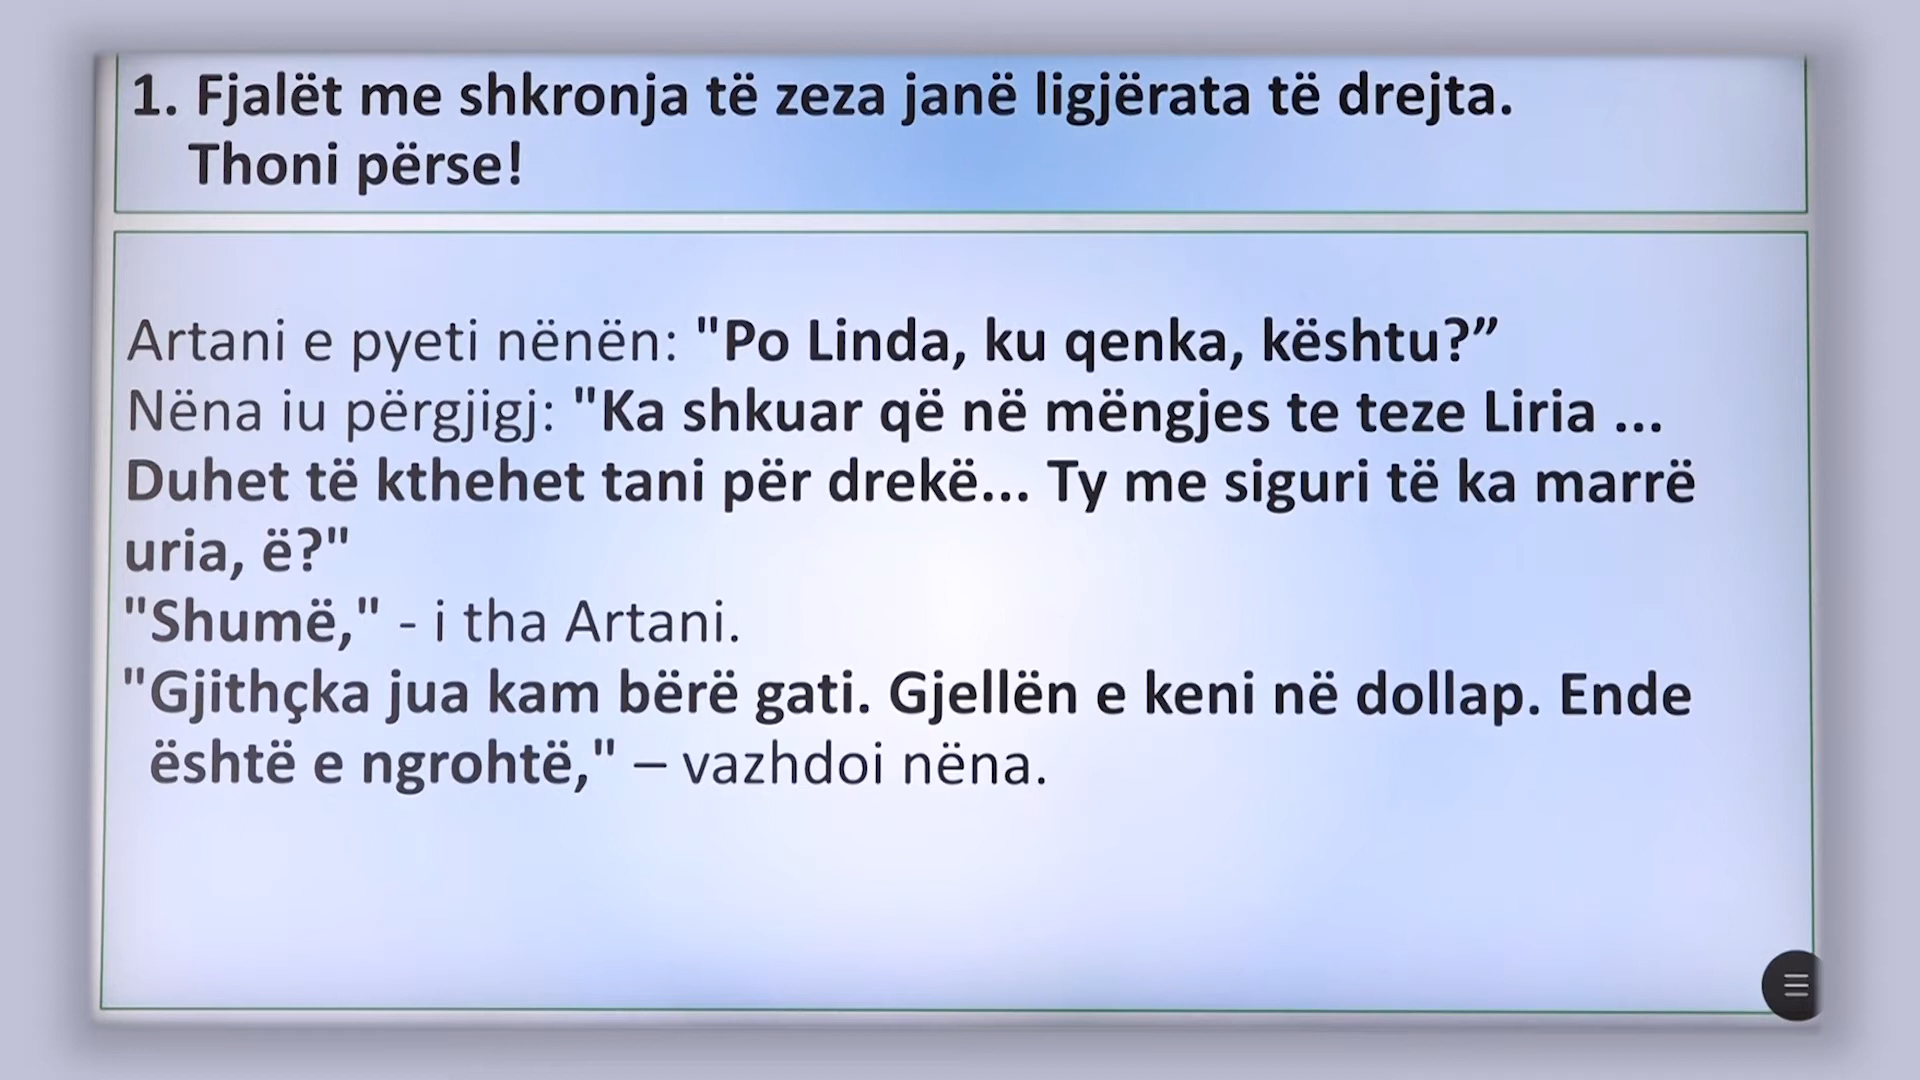 1. Fjalët me shkronja të zeza janë ligjërata të drejta.
Thoni përse!
Artani e pyeti nënën: "Po Linda, ku qenka, kështu?”
Nëna iu përgjigj: "Ka shkuar që në mëngjes te teze Liria ...
Duhet të kthehet tani për drekë... Ty me siguri të ka marrë
uria, ë?"
"Shumë," - i tha Artani.
"Gjithçka jua kam bërë gati. Gjellën e keni në dollap. Ende
është e ngrohtë," – vazhdoi nëna.